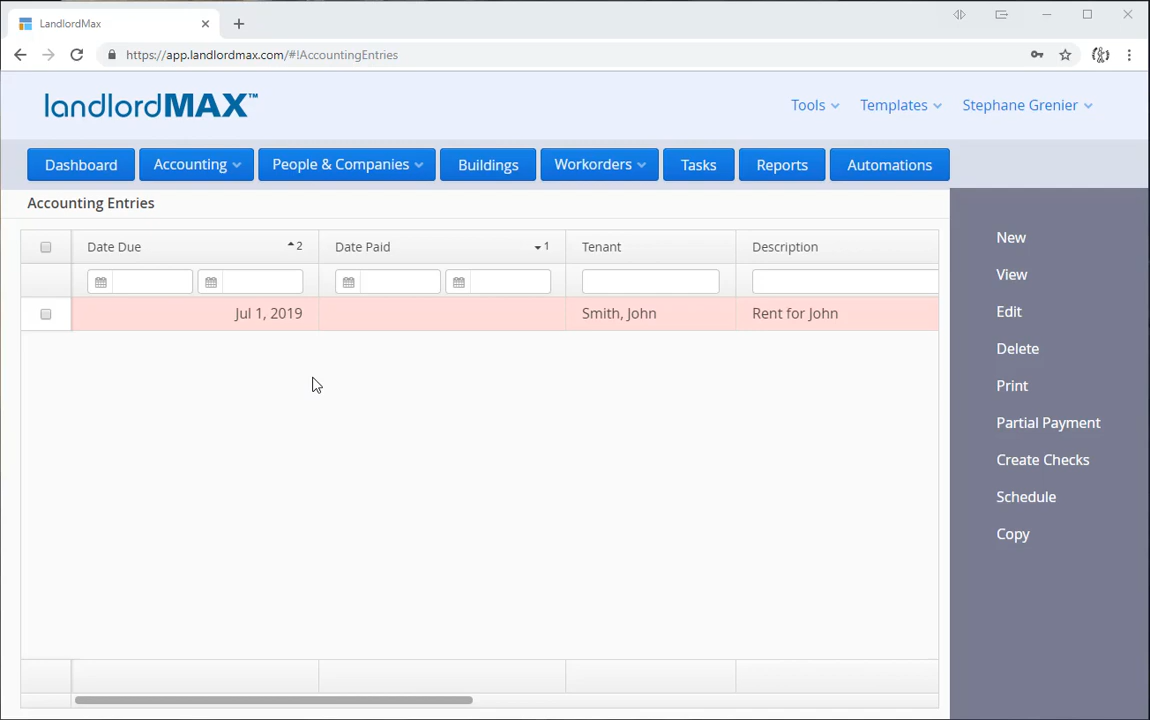 LandlordMax
https://app.landlordmax.com/#!AccountingEntries
landlordMAX™
Tools
Templates
Stephane Grenier
Dashboard
Accounting
People & Companies
Buildings
Workorders
Tasks
Reports
Automations
Accounting Entries
Date Due 2
Date Paid 1
Tenant
Description
Jul 1, 2019
Smith, John
Rent for John
New
View
Edit
Delete
Print
Partial Payment
Create Checks
Schedule
Copy